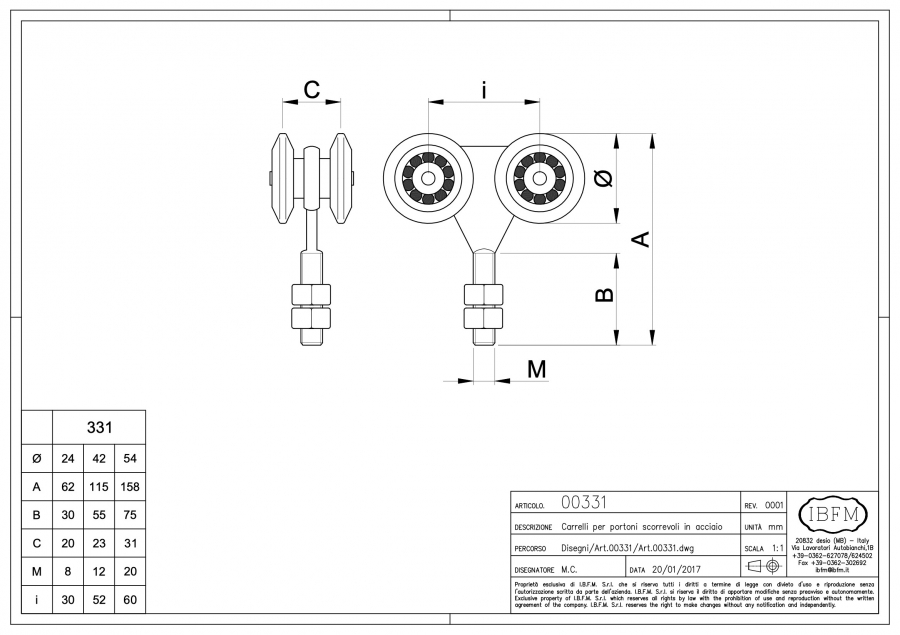 C
i
Ø
A
B
M
331
Ø 24 42 54
A 62 115 158
B 30 55 75
C 20 23 31
M 8 12 20
i 30 52 60
ARTICOLO. 00331 REV. 0001
DESCRIZIONE Carrelli per portoni scorrevoli in acciaio UNITÀ mm
PERCORSO Disegni/Art.00331/Art.00331.dwg SCALA 1:1
DISEGNATORE M.C. DATA 20/01/2017
IBFM
20832 desio (MB) – Italy
Via Lavoratori Autobianchi,1B
+39-0362-627078/624502
Fax +39-0362-302692
ibfm@ibfm.it
Proprietà esclusiva di I.B.F.M. S.r.l. che si riserva tutti i diritti a termine di legge con divieto d'uso e riproduzione senza
l'autorizzazione scritta da parte dell'azienda. I.B.F.M. S.r.l. si riserva il diritto di apportare modifiche senza preavviso e autonomamente.
Exclusive property of I.B.F.M. S.r.l. which reserves all rights by law with the prohibition of use and reproduction without the written
agreement of the company. I.B.F.M. S.r.l. reserves the right to make changes without any notification and independently.